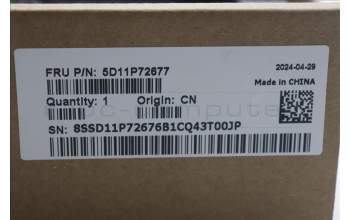 FRU P/N: 5D11P72677
2024-04-29
Made in CHINA
Quantity: 1 Origin: CN
SN: 8SSD11P72676B1CQ43T00JP